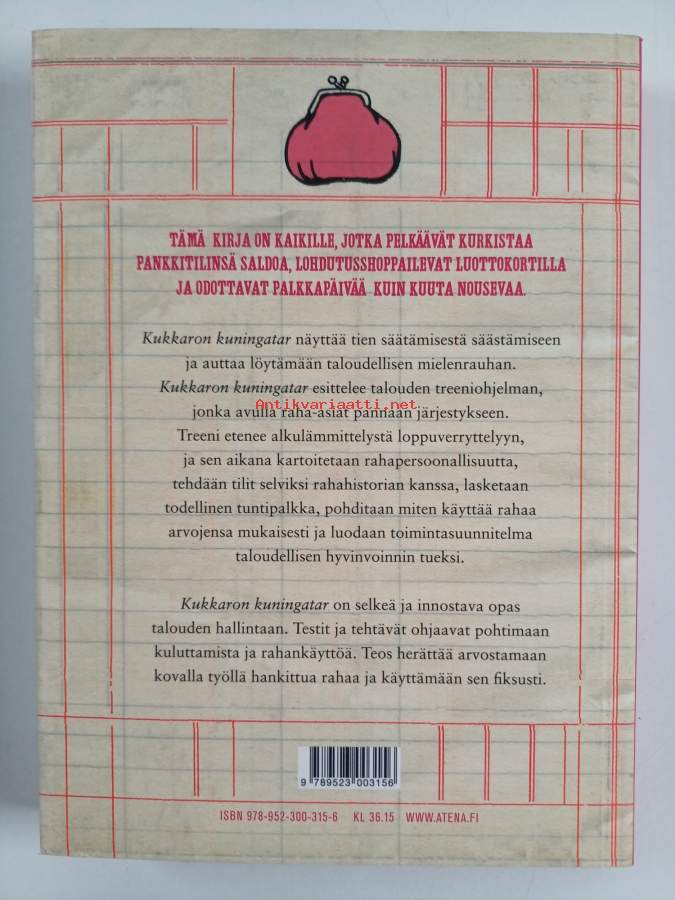 TÄMÄ KIRJA ON KAIKILLE, JOTKA PELKÄÄVÄT KURKISTAA
PANKKITILINSÄ SALDOA, LOHDUTUSSHOPPAILEVAT LUOTTOKORTILLA
JA ODOTTAVAT PALKKAPÄIVÄÄ KUIN KUUTA NOUSEVAA.
Kukkaron kuningatar näyttää tien säätämisestä säästämiseen
ja auttaa löytämään taloudellisen mielenrauhan.
Kukkaron kuningatar esittelee talouden treeniohjelman,
Antikvariaatti.net
jonka avulla raha-asiat pannaan järjestykseen.
Treeni etenee alkulämmittelystä loppuverryttelyyn,
ja sen aikana kartoitetaan rahapersoonallisuutta,
tehdään tilit selviksi rahahistorian kanssa, lasketaan
todellinen tuntipalkka, pohditaan miten käyttää rahaa
arvojensa mukaisesti ja luodaan toimintasuunnitelma
taloudellisen hyvinvoinnin tueksi.
Kukkaron kuningatar on selkeä ja innostava opas
talouden hallintaan. Testit ja tehtävät ohjaavat pohtimaan
kuluttamista ja rahankäyttöä. Teos herättää arvostamaan
kovalla työllä hankittua rahaa ja käyttämään sen fiksusti.
9 789523 003156
ISBN 978-952-300-315-6 KL 36.15 WWW.ATENA.FI